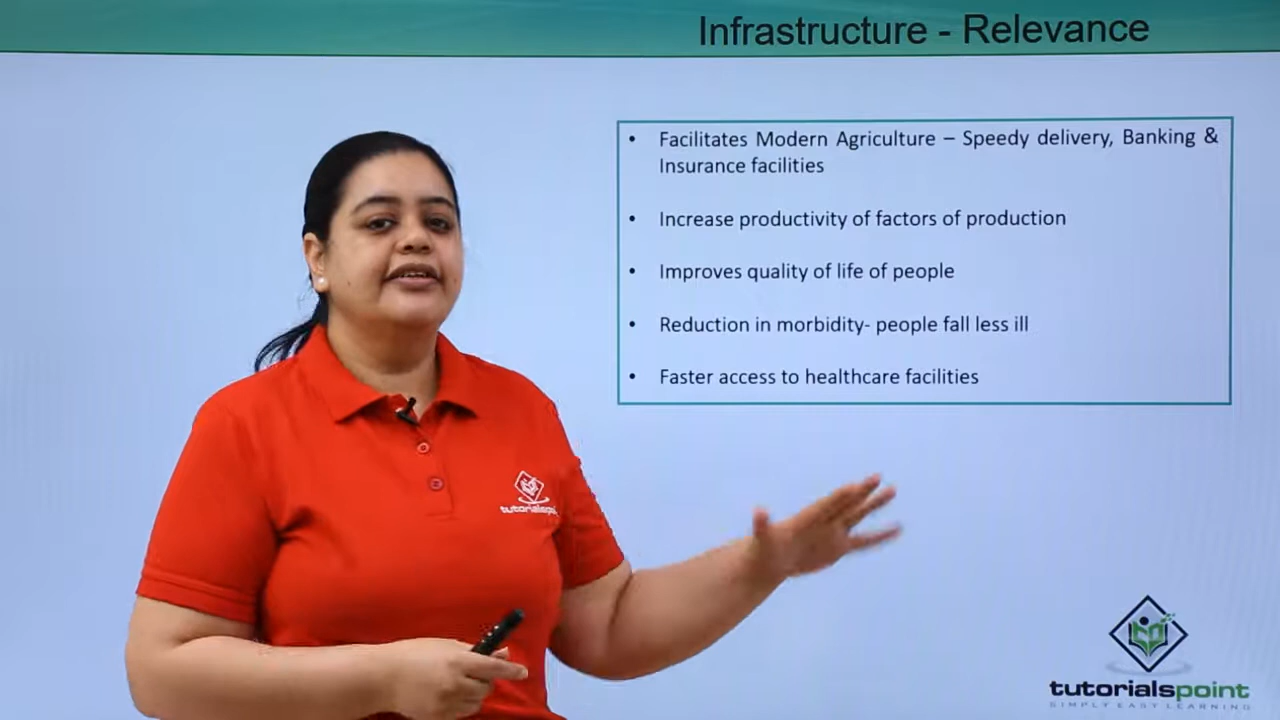 Infrastructure - Relevance
• Facilitates Modern Agriculture – Speedy delivery, Banking &
Insurance facilities
• Increase productivity of factors of production
• Improves quality of life of people
• Reduction in morbidity- people fall less ill
• Faster access to healthcare facilities
tutorialspoint
tutorialspoint
SIMPLY EASY LEARNING